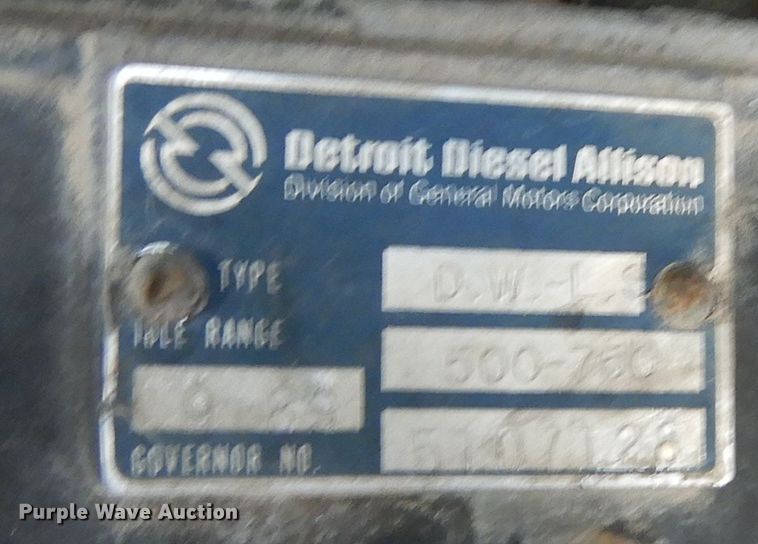 Detroit Diesel Allison
Division of General Motors Corporation
TYPE D.W.-L.S
IDLE RANGE 500-750
GOVERNOR NO.
Purple Wave Auction